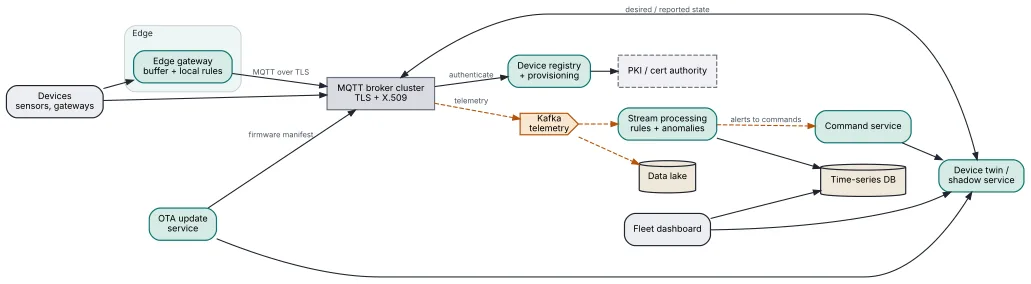 desired / reported state
Edge
Edge gateway
buffer + local rules
MQTT over TLS
Devices
sensors, gateways
MQTT broker cluster
TLS + X.509
authenticate
Device registry
+ provisioning
PKI / cert authority
telemetry
Kafka
telemetry
Stream processing
rules + anomalies
alerts to commands
Command service
firmware manifest
Data lake
Time-series DB
Device twin /
shadow service
OTA update
service
Fleet dashboard